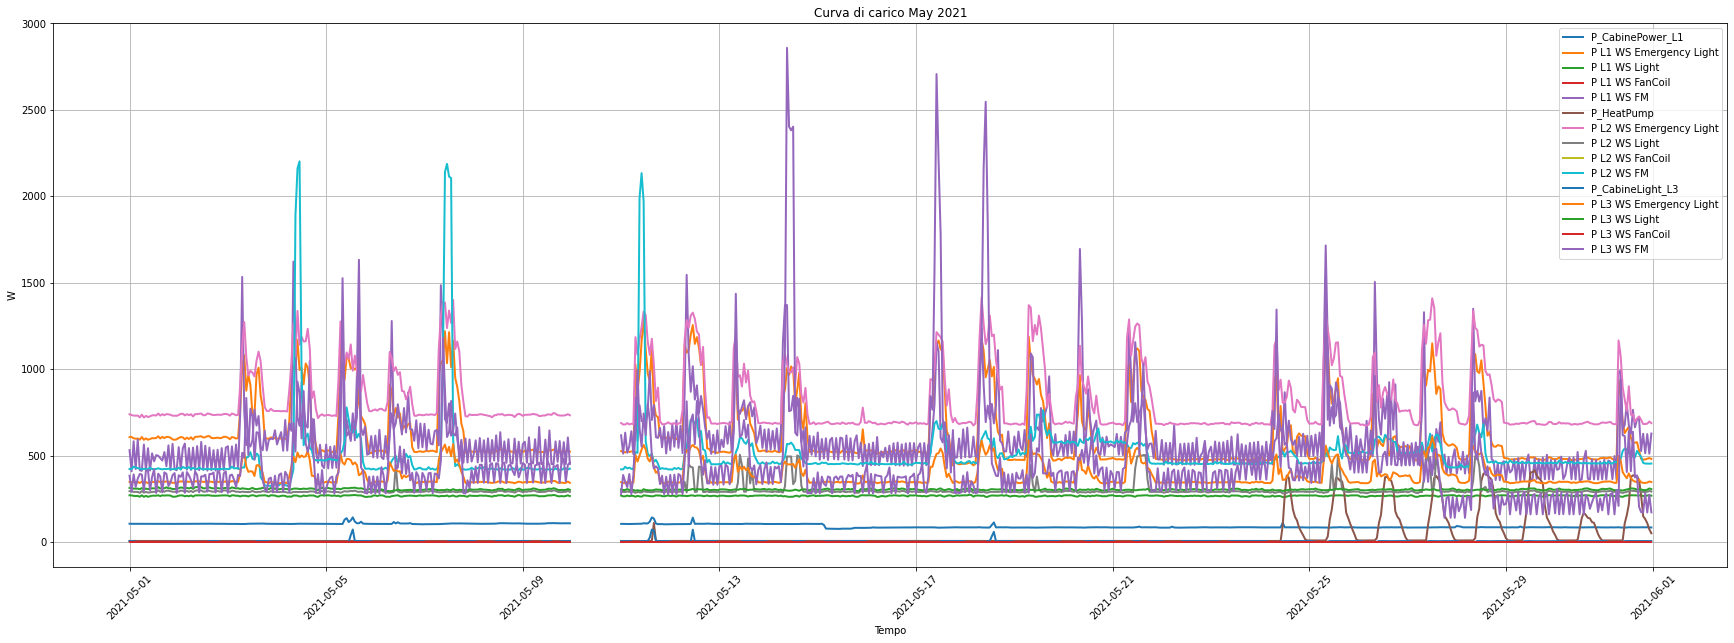 Curva di carico May 2021
3000
2500
2000
1500
1000
500
0
W
P_CabinePower_L1
P L1 WS Emergency Light
P L1 WS Light
P L1 WS FanCoil
P L1 WS FM
P_HeatPump
P L2 WS Emergency Light
P L2 WS Light
P L2 WS FanCoil
P L2 WS FM
P_CabineLight_L3
P L3 WS Emergency Light
P L3 WS Light
P L3 WS FanCoil
P L3 WS FM
2021-05-01
2021-05-05
2021-05-09
2021-05-13
2021-05-17
2021-05-21
2021-05-25
2021-05-29
2021-06-01
Tempo